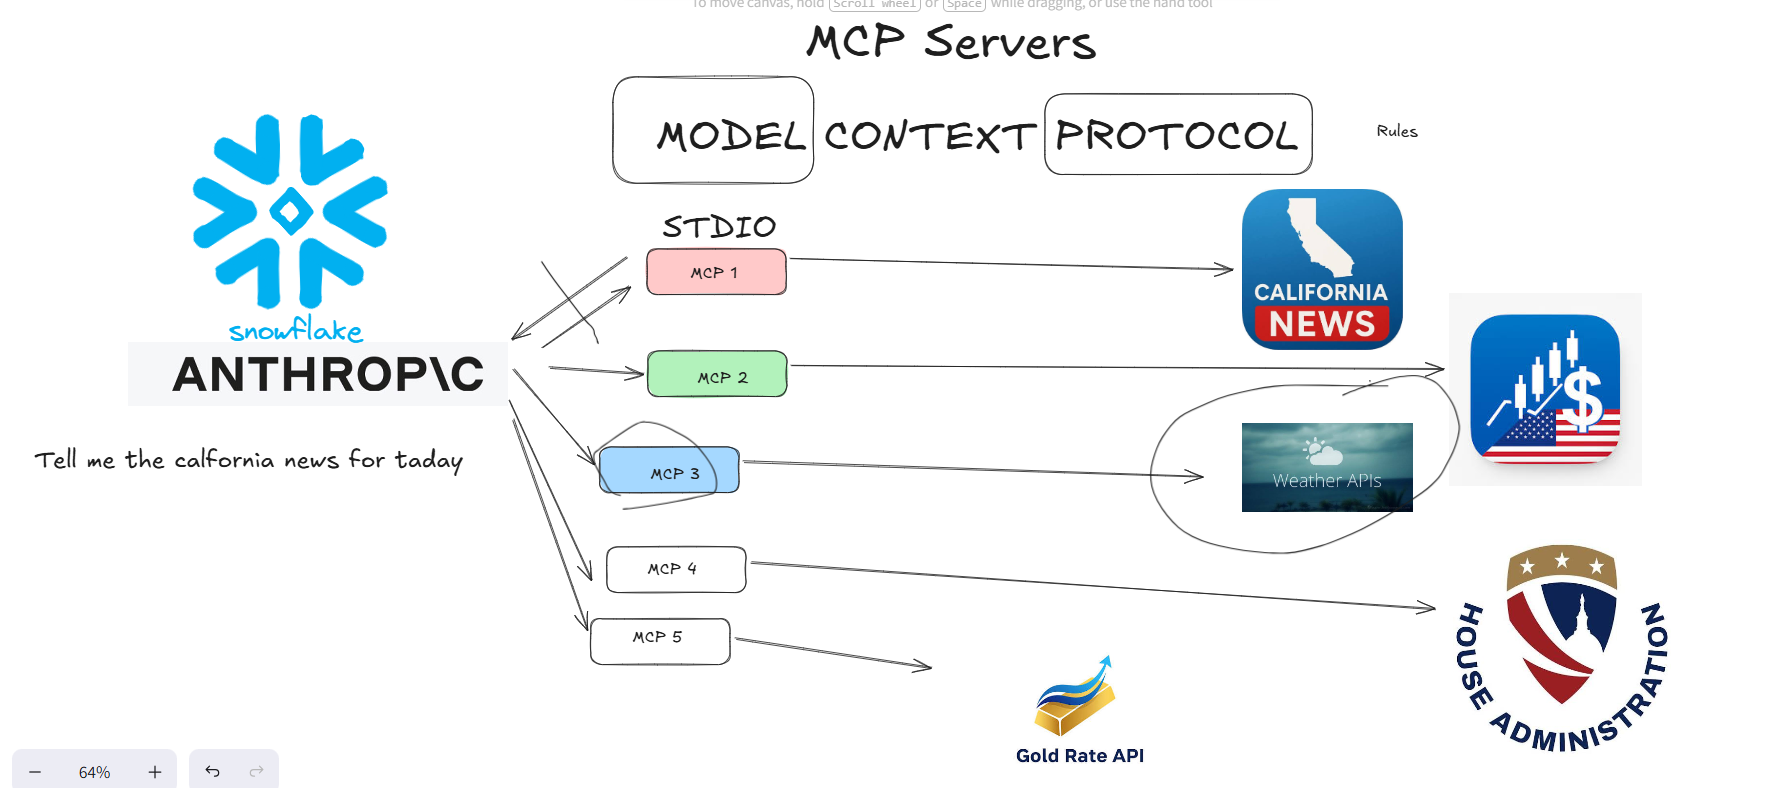 To move canvas, hold Scroll wheel or Space while dragging, or use the hand tool
MCP Servers
MODEL CONTEXT PROTOCOL
Rules
STDIO
MCP 1
CALIFORNIA
NEWS
snowflake
ANTHROP\C
MCP 2
$
Tell me the calfornia news for taday
MCP 3
Weather APIs
MCP 4
MCP 5
HOUSE ADMINISTRATION
Gold Rate API
64%